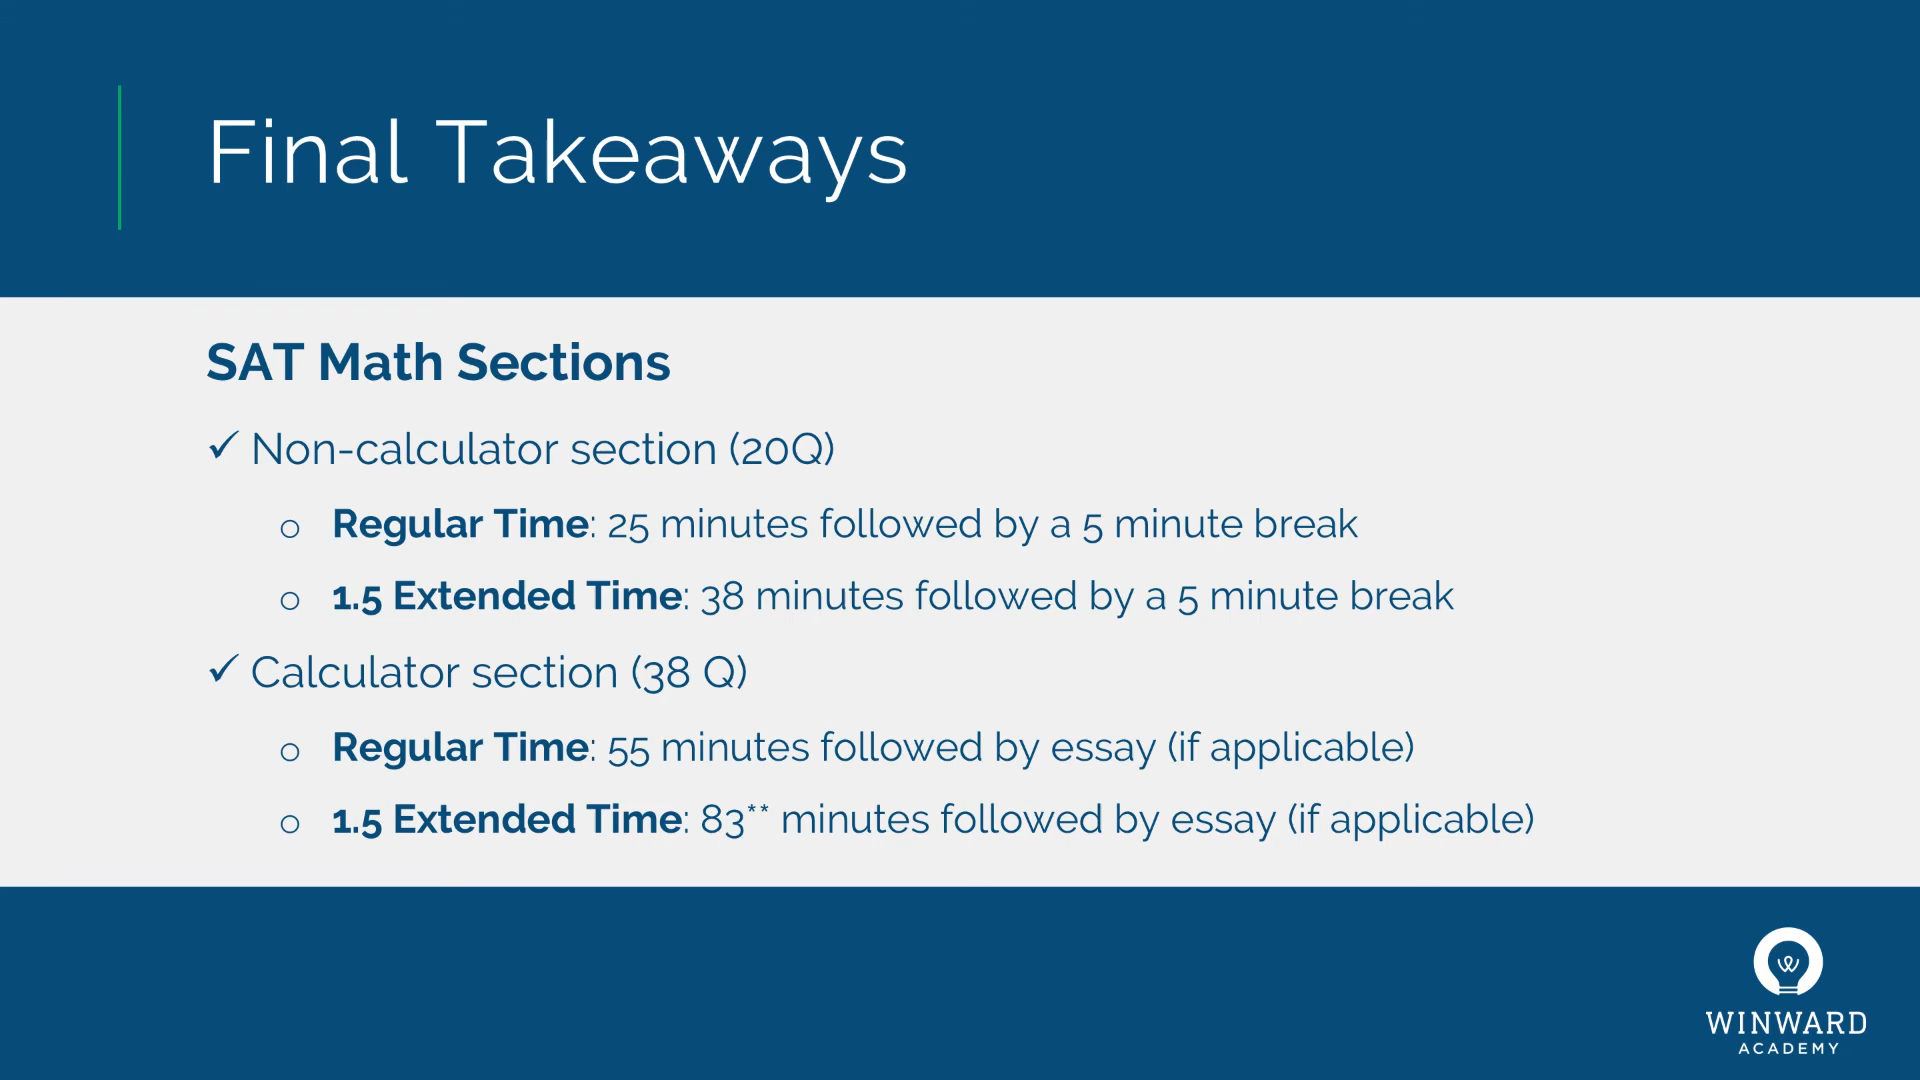 Final Takeaways
SAT Math Sections
✓ Non-calculator section (20Q)
o Regular Time: 25 minutes followed by a 5 minute break
o 1.5 Extended Time: 38 minutes followed by a 5 minute break
✓ Calculator section (38 Q)
o Regular Time: 55 minutes followed by essay (if applicable)
o 1.5 Extended Time: 83** minutes followed by essay (if applicable)
WINWARD
ACADEMY